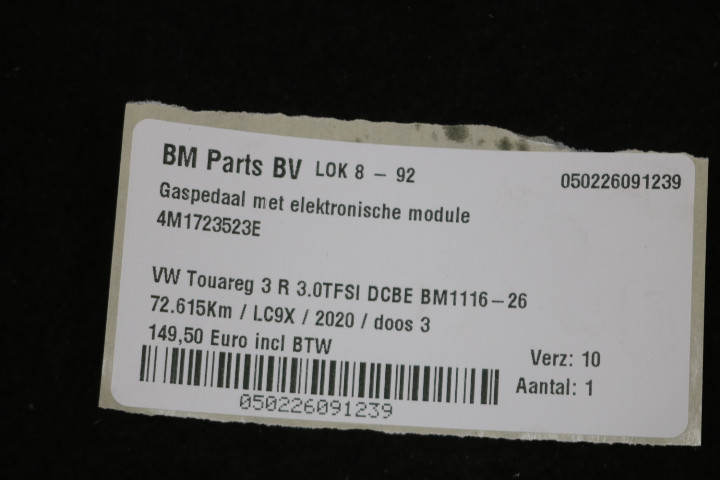 BM Parts BV LOK 8 - 92 050226091239
Gaspedaal met elektronische module
4M1723523E
VW Touareg 3 R 3.0TFSI DCBE BM1116-26
72.615Km / LC9X / 2020 / doos 3
149,50 Euro incl BTW
Verz: 10
Aantal: 1
050226091239